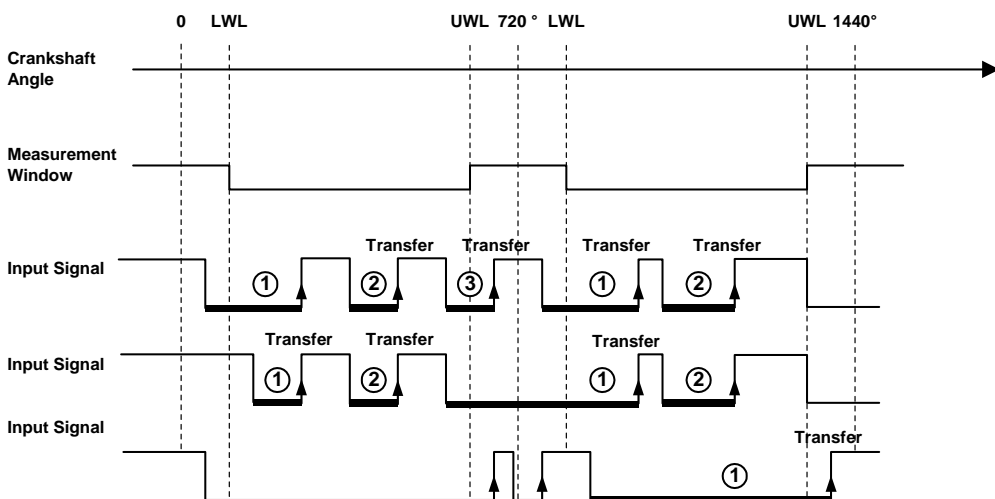 0 LWL UWL 720 ° LWL UWL 1440°
Crankshaft
Angle
Measurement
Window
Transfer Transfer Transfer Transfer
Input Signal ① ② ③ ① ②
Transfer Transfer Transfer
Input Signal ① ② ① ②
Input Signal
Transfer
①